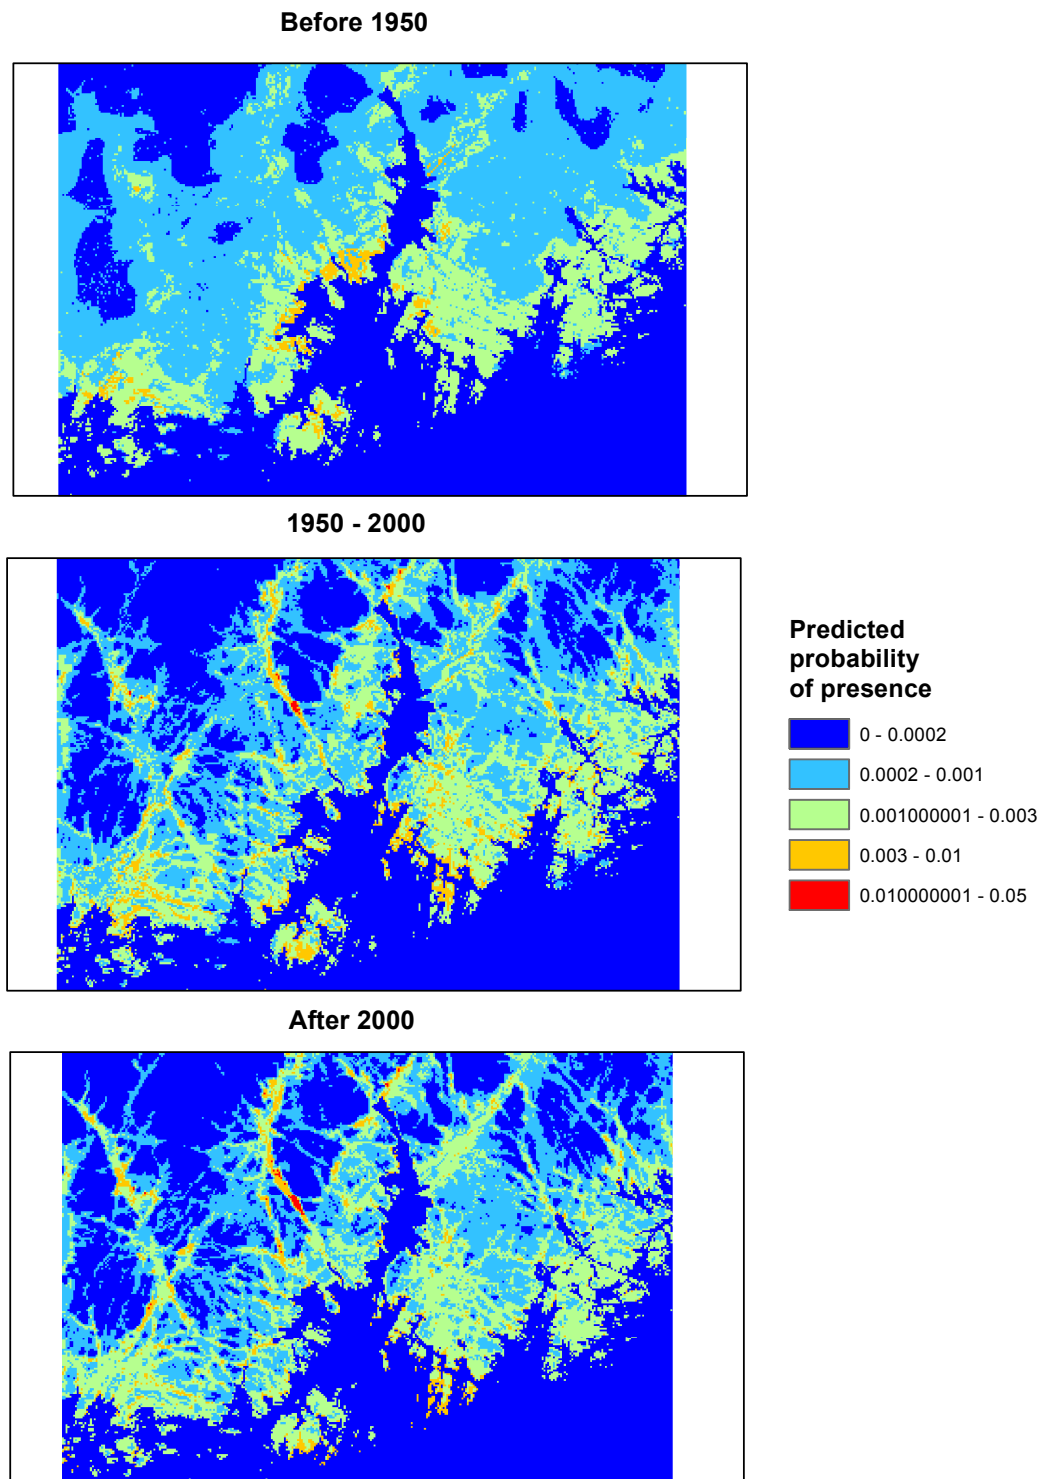 Before 1950
1950 - 2000
Predicted
probability
of presence
0 - 0.0002
0.0002 - 0.001
0.001000001 - 0.003
0.003 - 0.01
0.010000001 - 0.05
After 2000